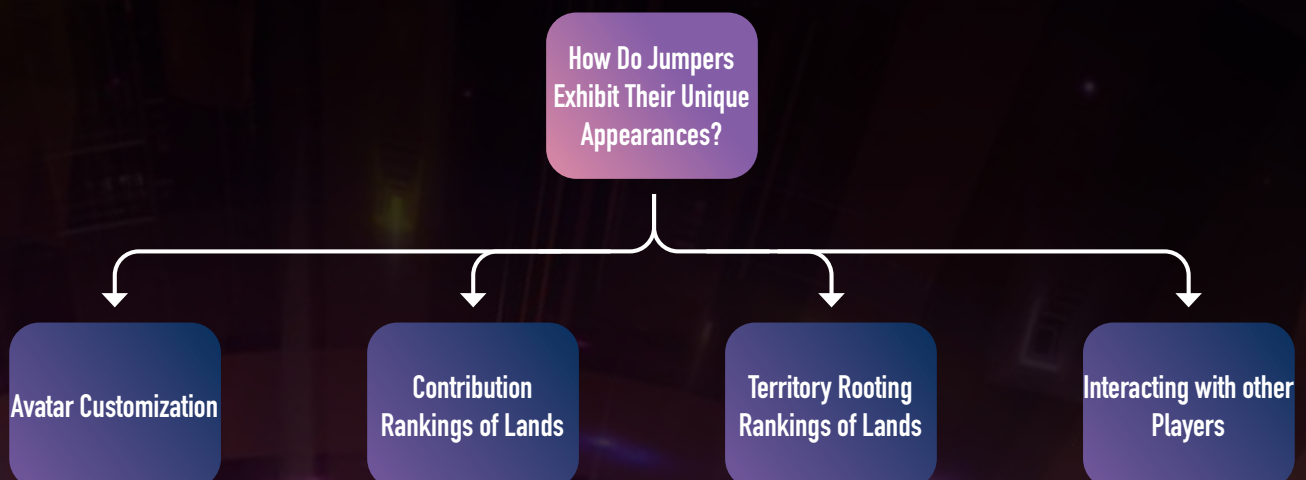 How Do Jumpers
Exhibit Their Unique
Appearances?
Avatar Customization
Contribution
Rankings of Lands
Territory Rooting
Rankings of Lands
Interacting with other
Players